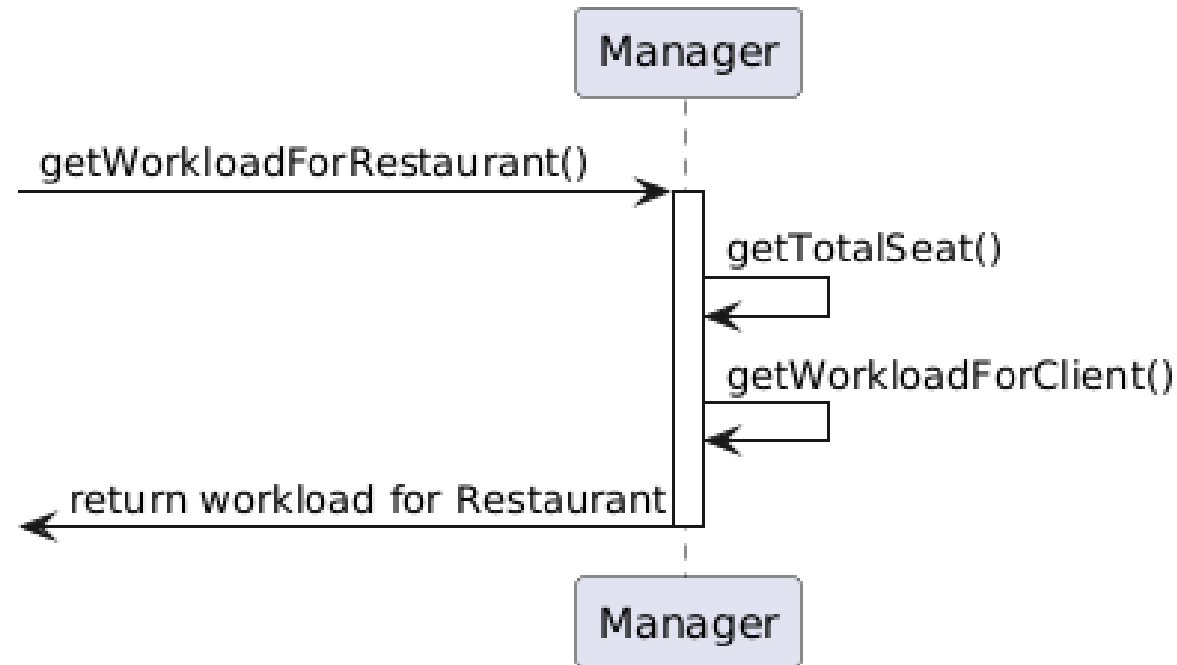 Manager
getWorkloadForRestaurant()
getTotalSeat()
getWorkloadForClient()
return workload for Restaurant
Manager